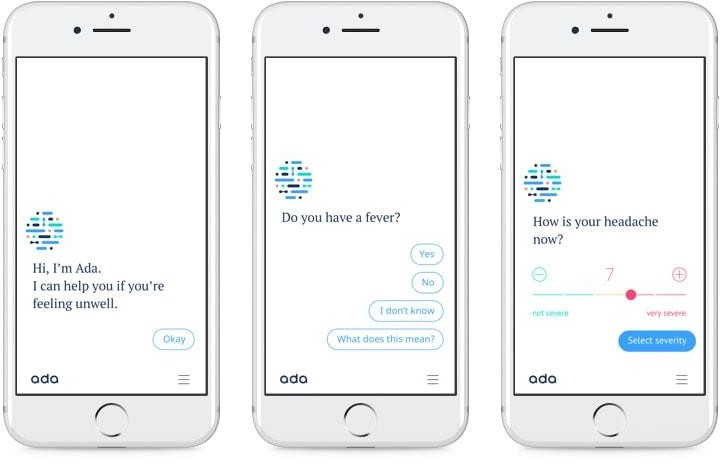 Hi, I'm Ada.
I can help you if you're
feeling unwell.
Okay
ada
Do you have a fever?
Yes
No
I don't know
What does this mean?
ada
How is your headache
now?
7
not severe
very severe
Select severity
ada